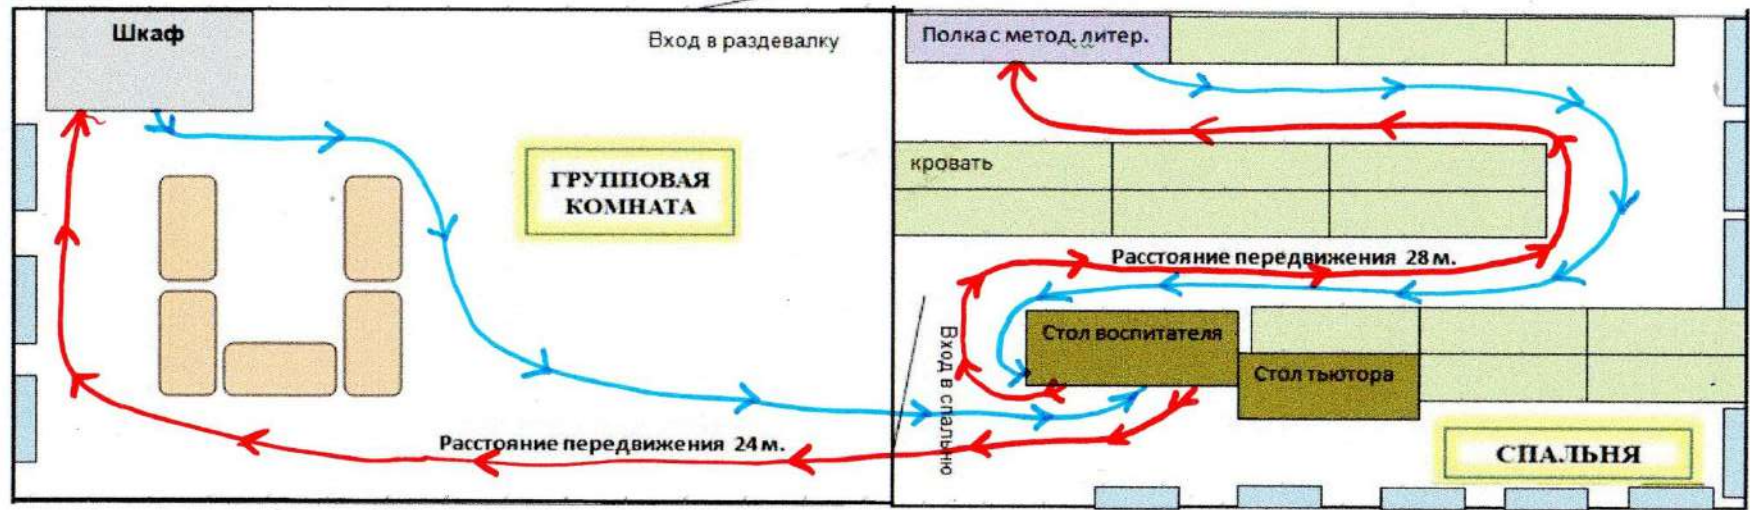 Шкаф
Вход в раздевалку
ГРУППОВАЯ
КОМНАТА
Расстояние передвижения 24 м.
Полка с метод. литер.
кровать
Расстояние передвижения 28 м.
Стол воспитателя
Стол тьютора
Вход в спальню
СПАЛЬНЯ